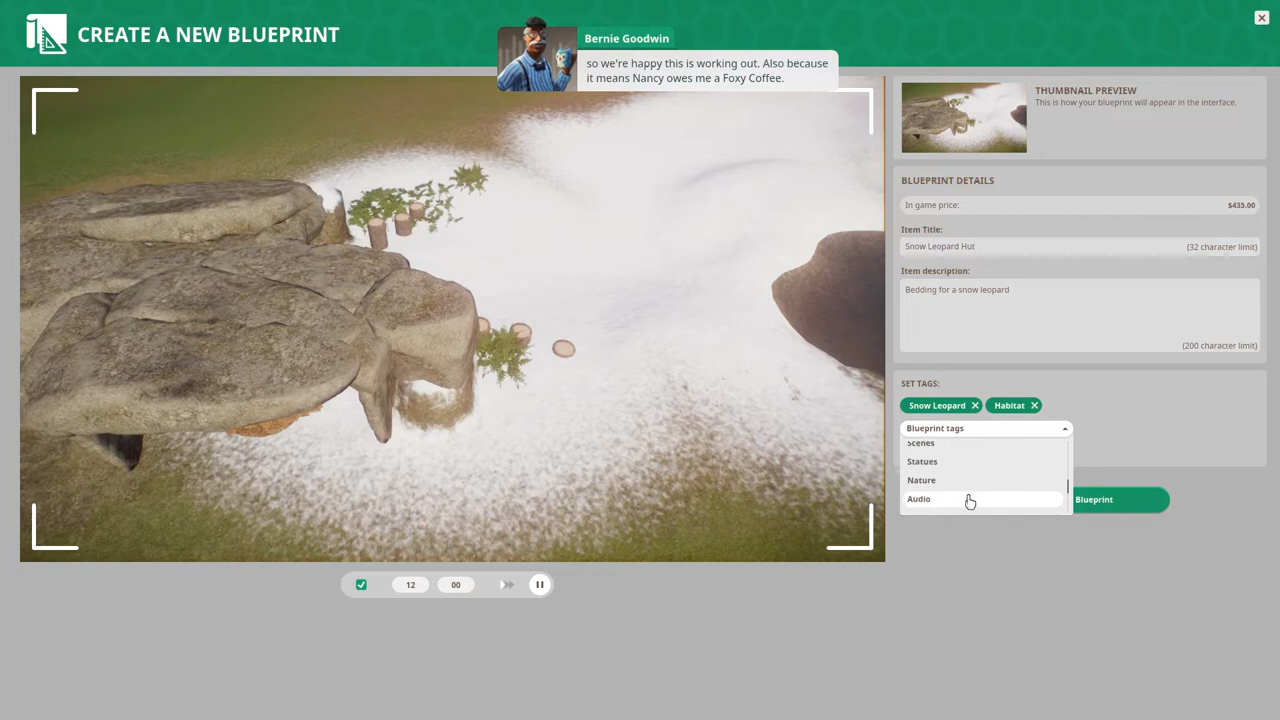 CREATE A NEW BLUEPRINT
Bernie Goodwin
so we're happy this is working out. Also because
it means Nancy owes me a Foxy Coffee.
THUMBNAIL PREVIEW
This is how your blueprint will appear in the interface.
BLUEPRINT DETAILS
In game price: $435.00
Item Title:
Snow Leopard Hut (32 character limit)
Item description:
Bedding for a snow leopard
(200 character limit)
SET TAGS:
Snow Leopard Habitat
Blueprint tags
Scenes
Statues
Nature
Audio
Blueprint
12 00